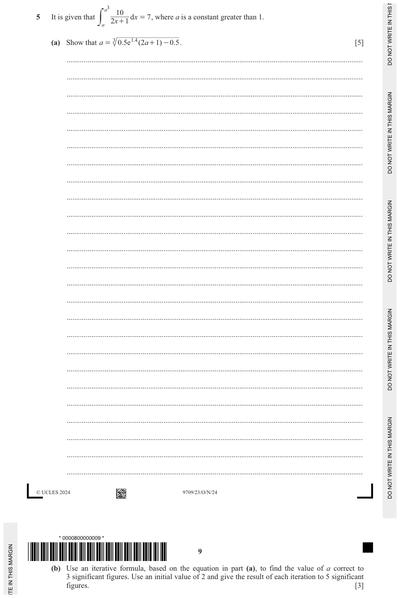 5 It is given that ∫ₐ^(a³) 10/(2x+1) dx = 7, where a is a constant greater than 1.
(a) Show that a = ∛(0.5e^1.4(2a+1) − 0.5). [5]
© UCLES 2024
9709/23/O/N/24
DO NOT WRITE IN THIS M
DO NOT WRITE IN THIS MARGIN
DO NOT WRITE IN THIS MARGIN
DO NOT WRITE IN THIS MARGIN
DO NOT WRITE IN THIS MARGIN
TE IN THIS MARGIN
* 0000800000009 *
9
(b) Use an iterative formula, based on the equation in part (a), to find the value of a correct to
3 significant figures. Use an initial value of 2 and give the result of each iteration to 5 significant
figures. [3]